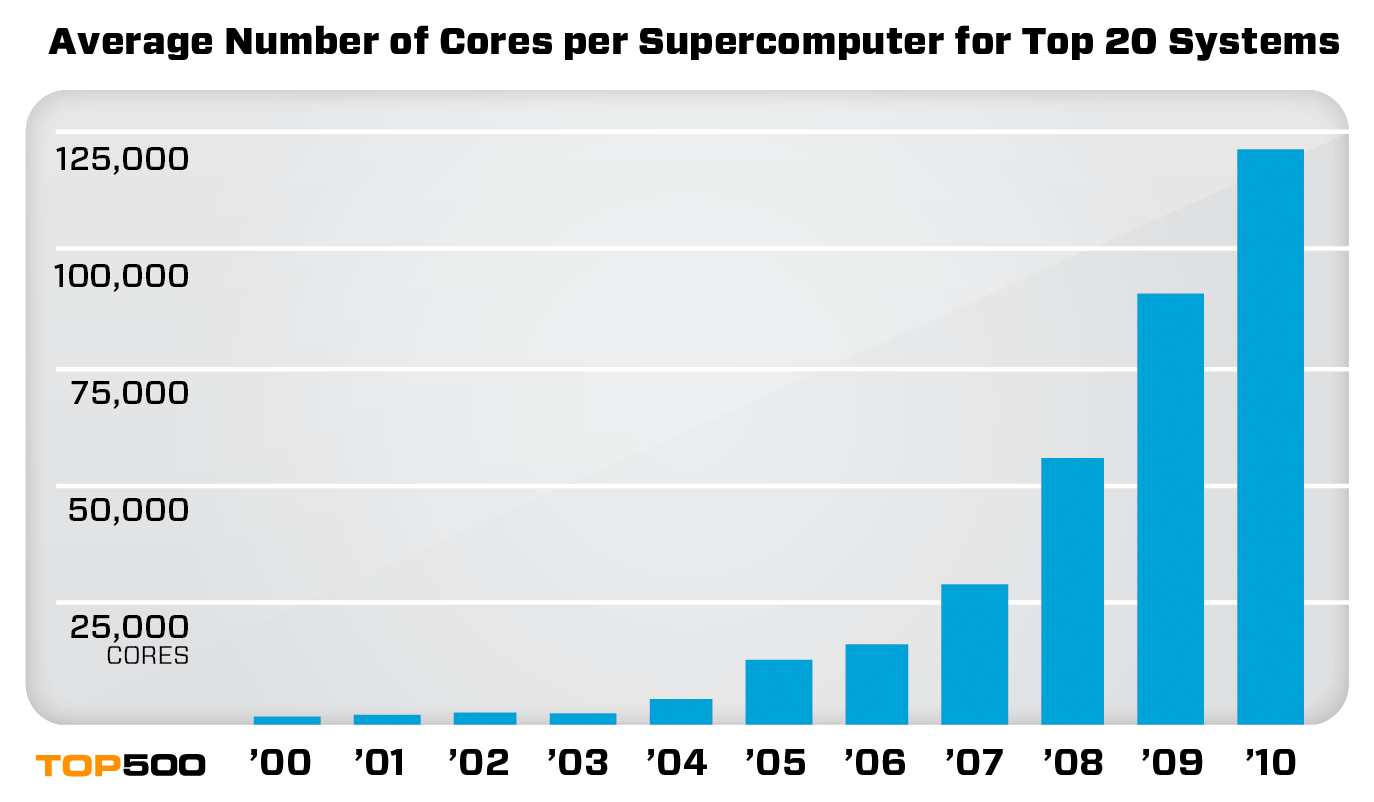 Average Number of Cores per Supercomputer for Top 20 Systems
125,000
100,000
75,000
50,000
25,000
CORES
TOP500 ’00 ’01 ’02 ’03 ’04 ’05 ’06 ’07 ’08 ’09 ’10